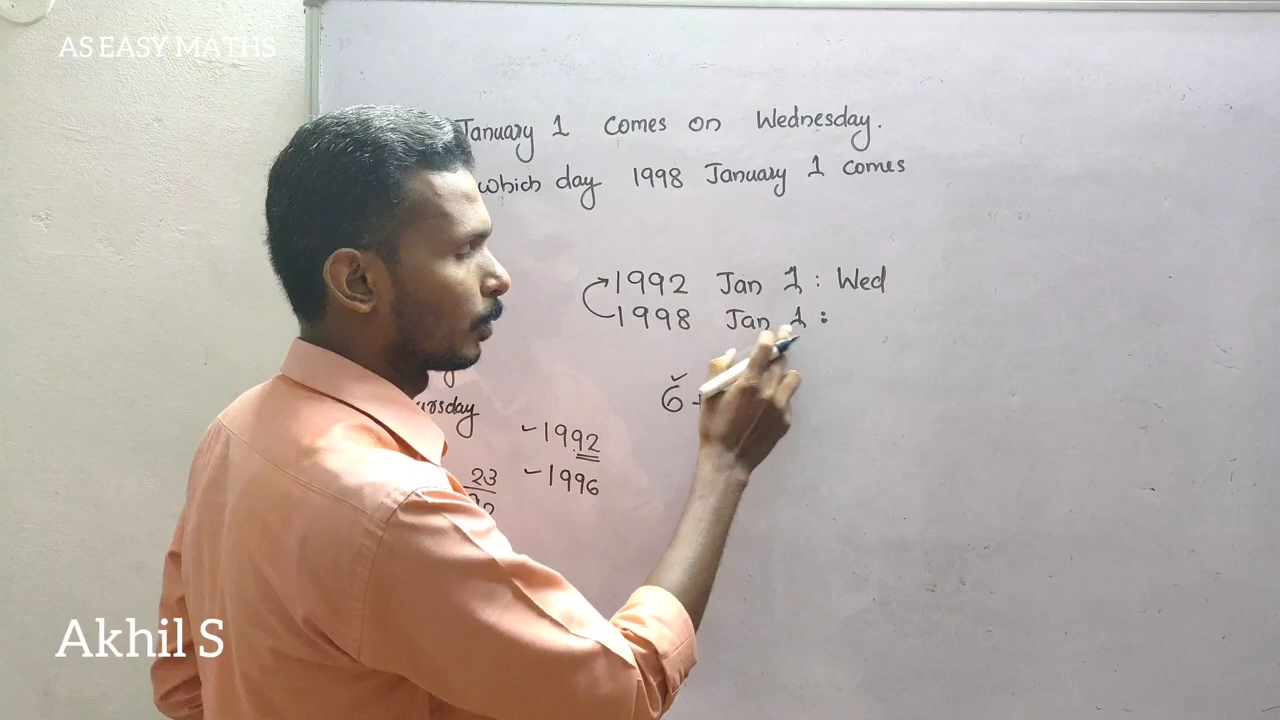 AS EASY MATHS
January 1 comes on Wednesday.
which day 1998 January 1 comes
1992 Jan 1 : Wed
1998 Jan 1 :
6
1992
1996
23
Akhil S